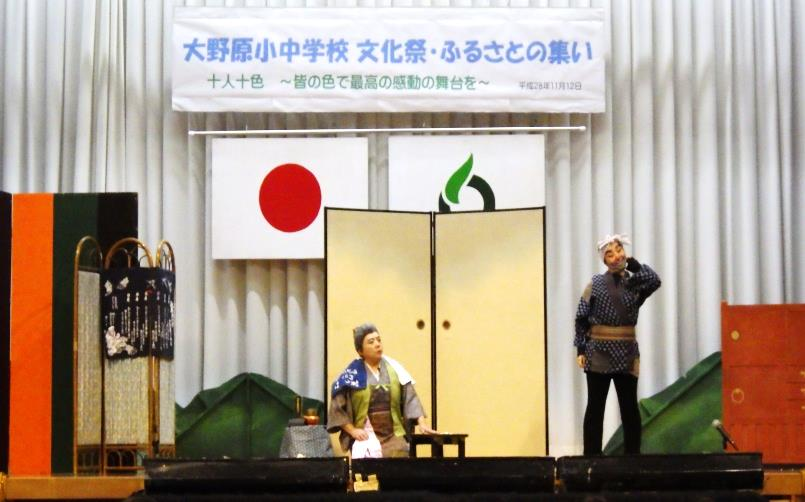 大野原小中学校 文化祭・ふるさとの集い
十人十色 ～皆の色で最高の感動の舞台を～ 平成28年11月12日